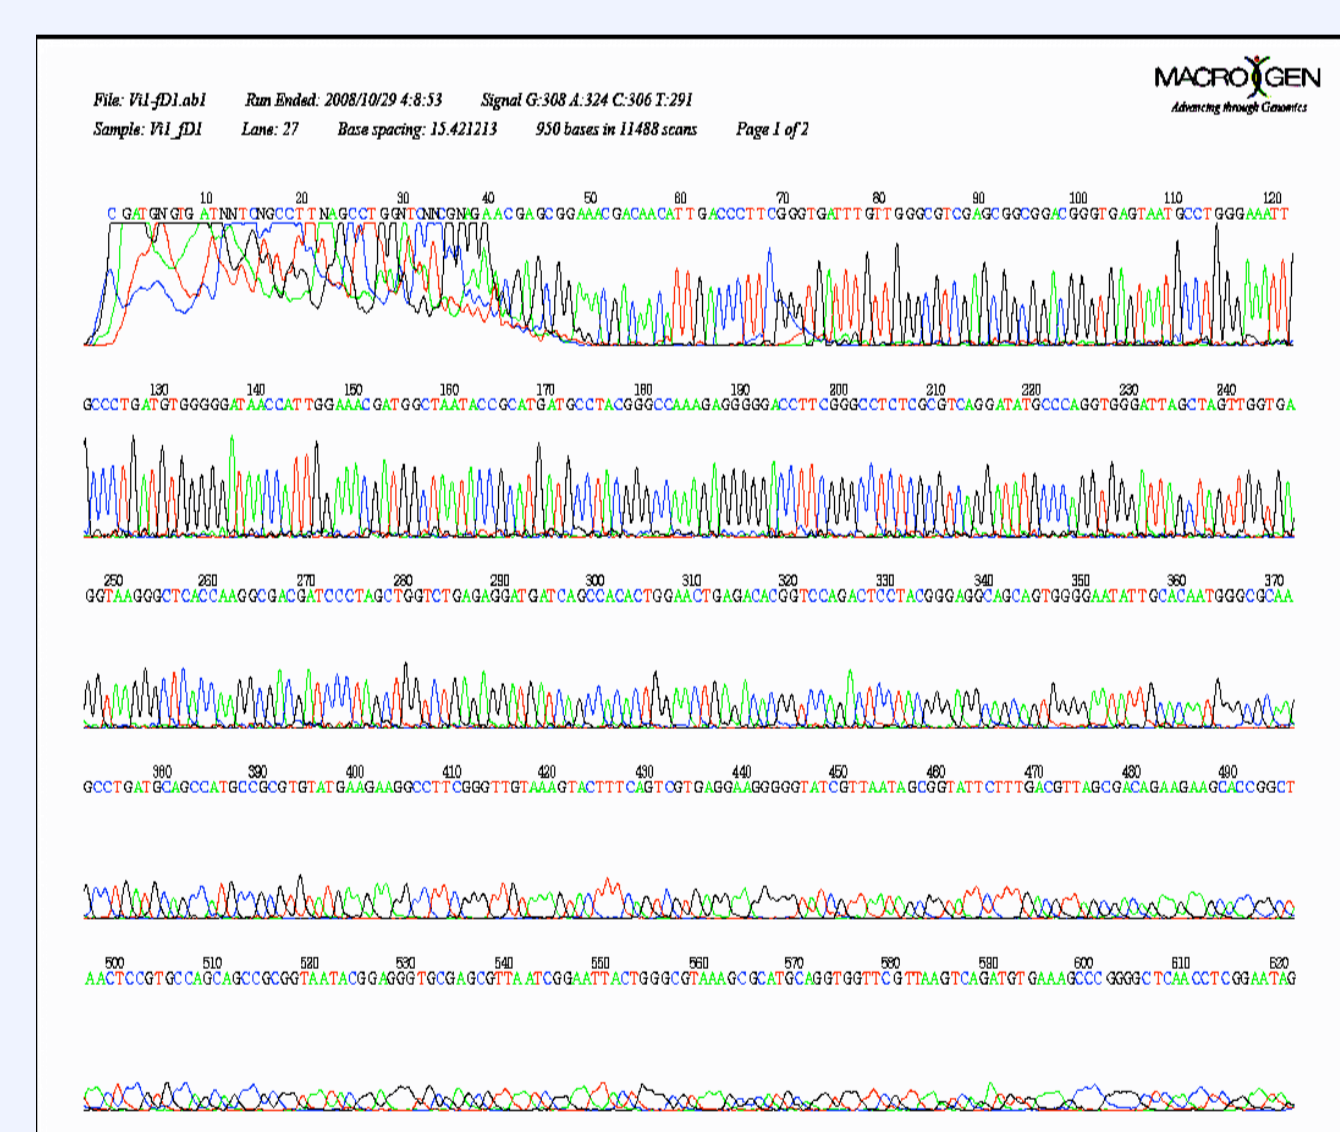 MACROGEN
Advancing through Genomics
File: Vi1-fD1.ab1 Run Ended: 2008/10/29 4:8:53 Signal G:308 A:324 C:306 T:291
Sample: Vi1_fD1 Lane: 27 Base spacing: 15.421213 950 bases in 11488 scans Page 1 of 2
10 20 30 40 50 60 70 80 90 100 110 120
C GATGNGTG ATNNTCNGCCTTNAGCCTGGNTCNNCGNAGAACGAGCGGAAACGACAACATTGACCCTTCGGGTGATTTGTTGGGCGTCGAGCGGCGGACGGGTGAGTAATGCCTGGGAAATT
130 140 150 160 170 180 190 200 210 220 230 240
GCCCTGATGTGGGGGATAACCATTGGAAACGATGGCTAATACCGCATGATGCCTACGGGCCAAAGAGGGGGACCTTCGGGCCTCTCGCGTCAGGATATGCCCAGGTGGGATTAGCTAGTTGGTGA
250 260 270 280 290 300 310 320 330 340 350 360 370
GGTAAGGGCTCACCAAGGCGACGATCCCTAGCTGGTCTGAGAGGATGATCAGCCACACTGGAACTGAGACACGGTCCAGACTCCTACGGGAGGCAGCAGTGGGGAATATTGCACAATGGGCGCAA
380 390 400 410 420 430 440 450 460 470 480 490
GCCTGATGCAGCCATGCCGCGTGTATGAAGAAGGCCTTCGGGTTGTAAAGTACTTTCAGTCGTGAGGAAGGGGGTATCGTTAATAGCGGTATTCTTTGACGTTAGCGACAGAAGAAGCACCGGCT
500 510 520 530 540 550 560 570 580 590 600 610 620
AACTCCGTGCCAGCAGCCGCGGTAATACGGAGGGTGCGAGCGTTAATCGGAATTACTGGGCGTAAAGCGCATGCAGGTGGTTCGTTAAGTCAGATGTGAAAGCCCGGGGCTCAACCTCGGAATAG